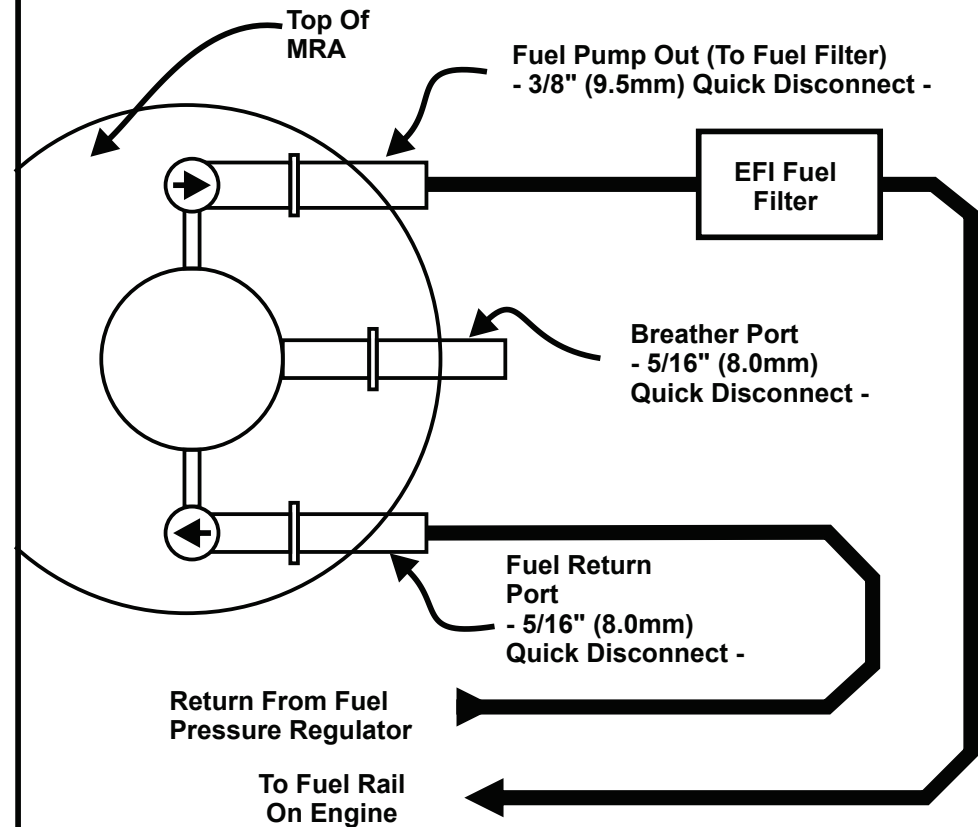 Top Of
MRA
Fuel Pump Out (To Fuel Filter)
- 3/8" (9.5mm) Quick Disconnect -
EFI Fuel
Filter
Breather Port
- 5/16" (8.0mm)
Quick Disconnect -
Fuel Return
Port
- 5/16" (8.0mm)
Quick Disconnect -
Return From Fuel
Pressure Regulator
To Fuel Rail
On Engine